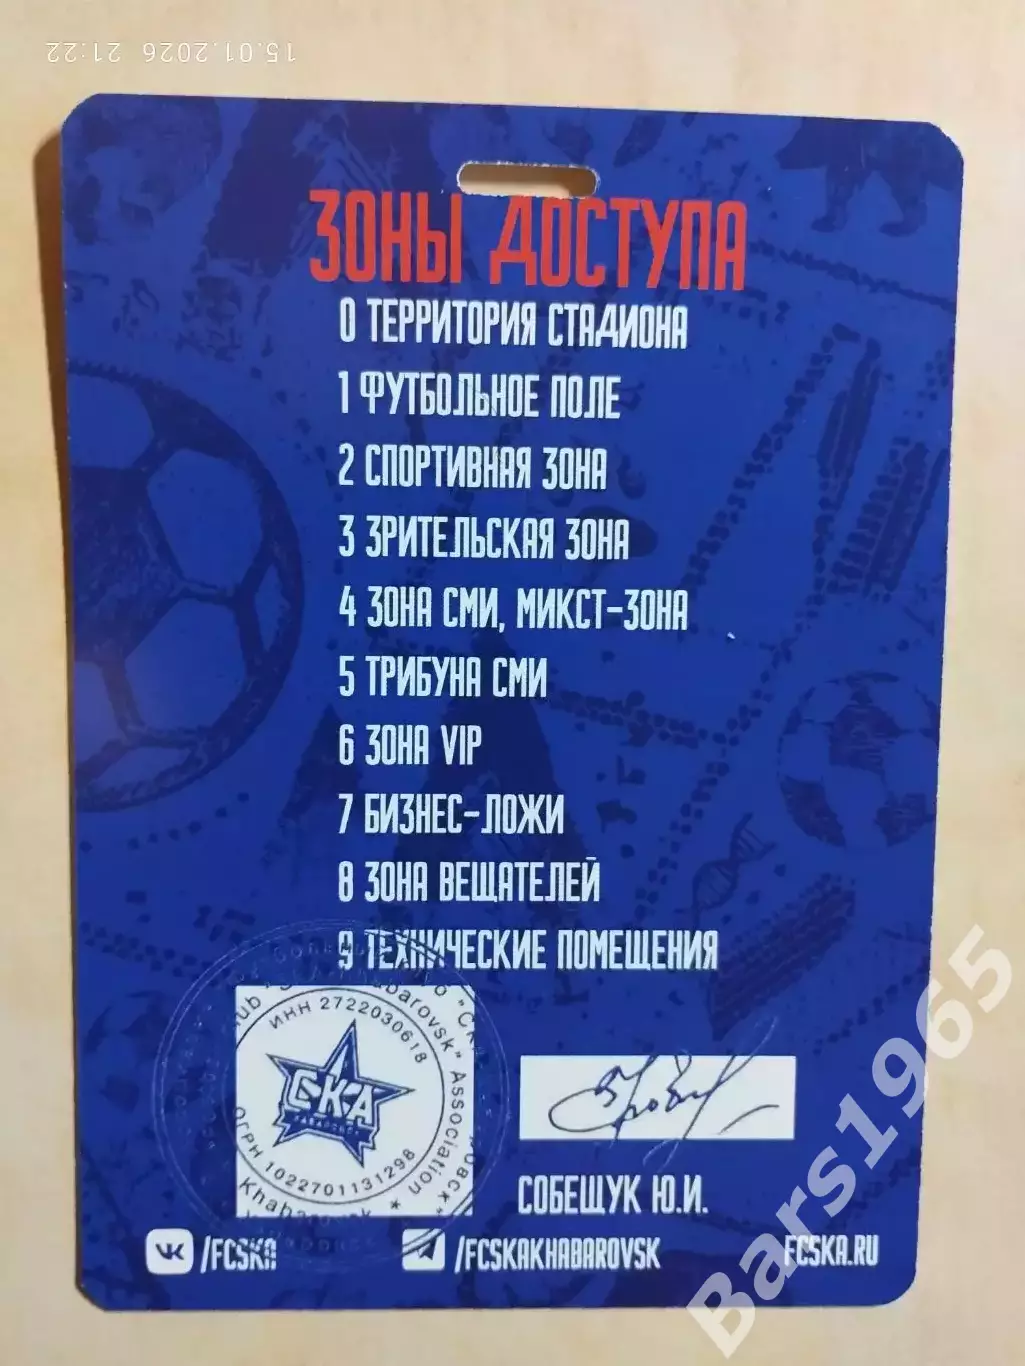 15.01.2026 21:22
ЗОНЫ ДОСТУПА
0 ТЕРРИТОРИЯ СТАДИОНА
1 ФУТБОЛЬНОЕ ПОЛЕ
2 СПОРТИВНАЯ ЗОНА
3 ЗРИТЕЛЬСКАЯ ЗОНА
4 ЗОНА СМИ, МИКСТ-ЗОНА
5 ТРИБУНА СМИ
6 ЗОНА VIP
7 БИЗНЕС-ЛОЖИ
8 ЗОНА ВЕЩАТЕЛЕЙ
9 ТЕХНИЧЕСКИЕ ПОМЕЩЕНИЯ
ИНН 2722030618
ОГРН 1022701131298
Association
СКА
ХАБАРОВСК
СОБЕЩУК Ю.И.
/FCSKA
/FCSKAKHABAROVSK
FCSKA.RU
Bars1965